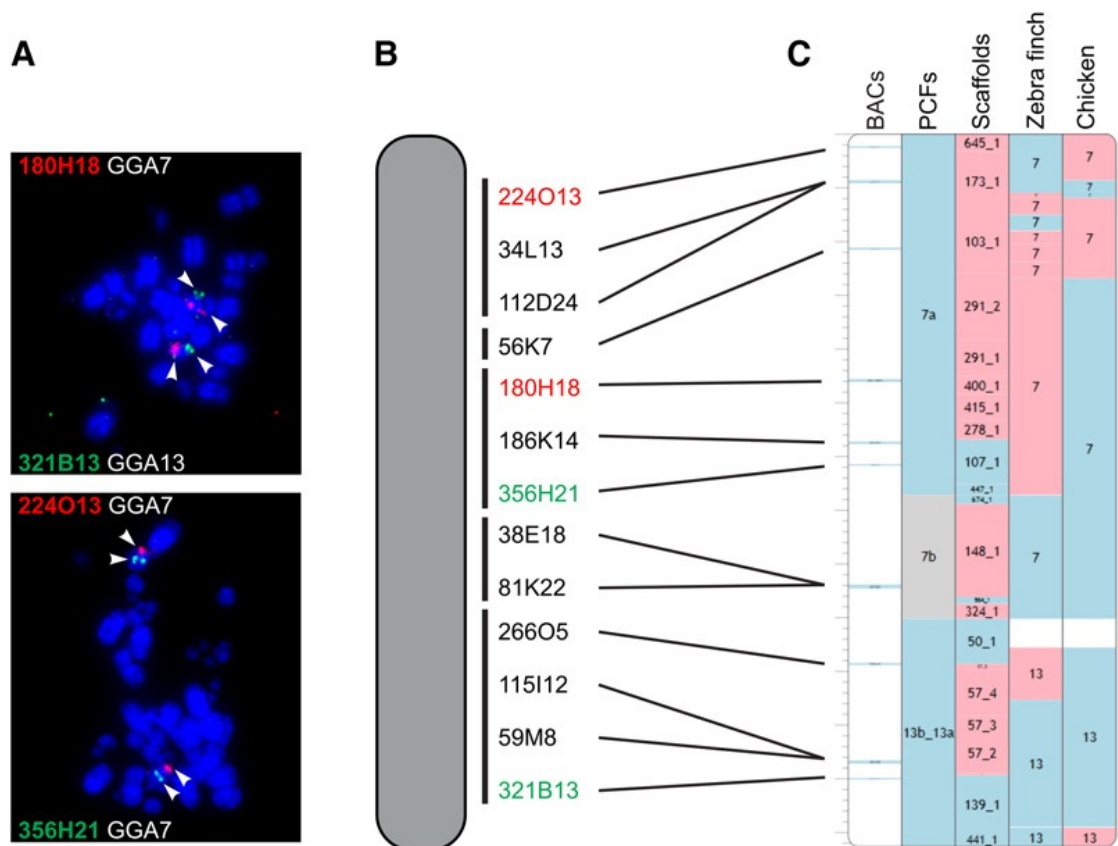 A
B
C
BACs
PCFs
Scaffolds
Zebra finch
Chicken
180H18 GGA7
321B13 GGA13
224O13 GGA7
356H21 GGA7
224O13
34L13
112D24
56K7
180H18
186K14
356H21
38E18
81K22
266O5
115I12
59M8
321B13
7a
7b
13b_13a
645_1
173_1
103_1
291_2
291_1
400_1
415_1
278_1
107_1
447_1
674_1
148_1
324_1
50_1
57_4
57_3
57_2
139_1
441_1
7
7
7
7
7
7
7
7
13
13
13
7
7
7
7
13
13